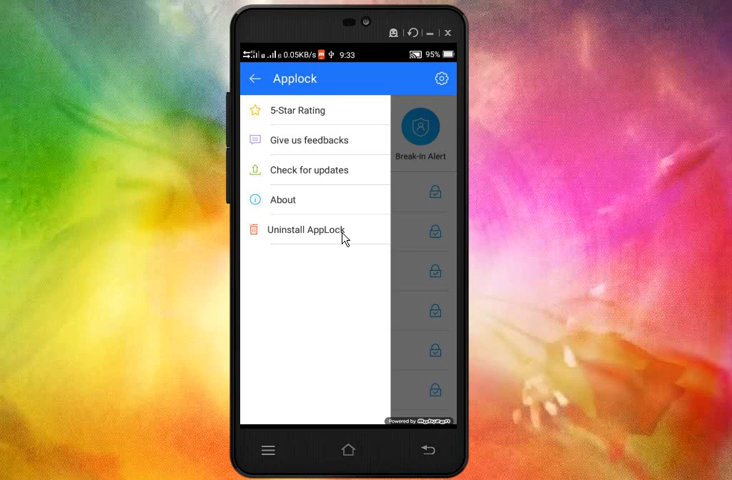 0.05KB/s 9:33 95%
Applock
5-Star Rating
Give us feedbacks
Check for updates
About
Uninstall AppLock
Break-In Alert
Powered by Mobizen